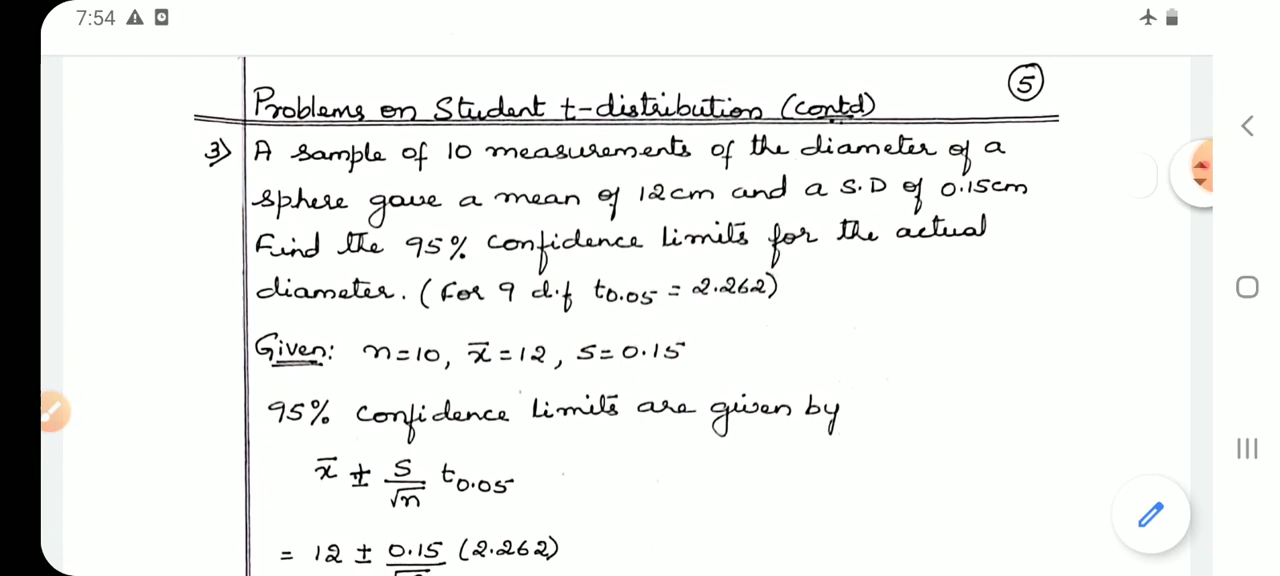 7:54
5
Problems on Student t-distribution (contd)
3) A sample of 10 measurements of the diameter of a
sphere gave a mean of 12cm and a S.D of 0.15cm
Find the 95% confidence limits for the actual
diameter. (For 9 d.f t0.05 = 2.262)
Given: n=10, x̄=12, s=0.15
95% confidence limits are given by
x̄ ± s/√n t0.05
= 12 ± 0.15 (2.262)